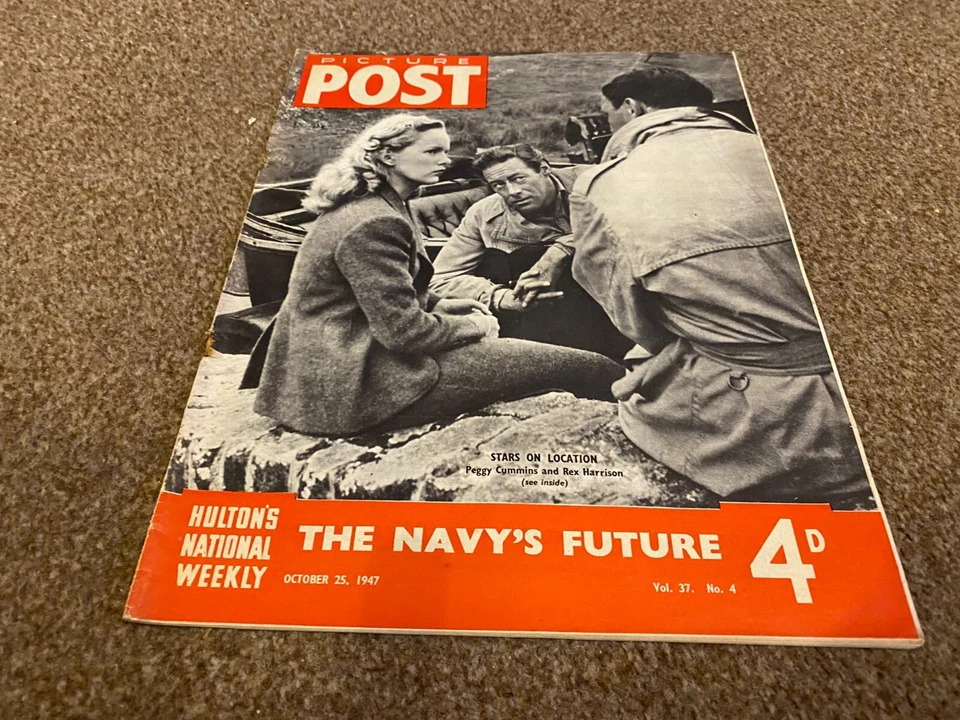 PICTURE
POST
STARS ON LOCATION
Peggy Cummins and Rex Harrison
(see inside)
HULTON'S
NATIONAL
WEEKLY
THE NAVY'S FUTURE
4D
OCTOBER 25, 1947
Vol. 37. No. 4